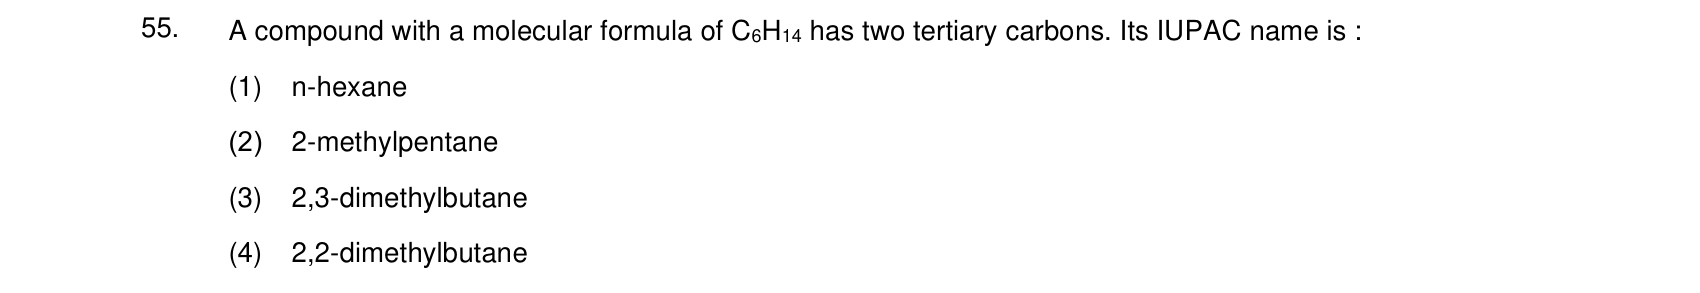 55. A compound with a molecular formula of C₆H₁₄ has two tertiary carbons. Its IUPAC name is :
(1) n-hexane
(2) 2-methylpentane
(3) 2,3-dimethylbutane
(4) 2,2-dimethylbutane